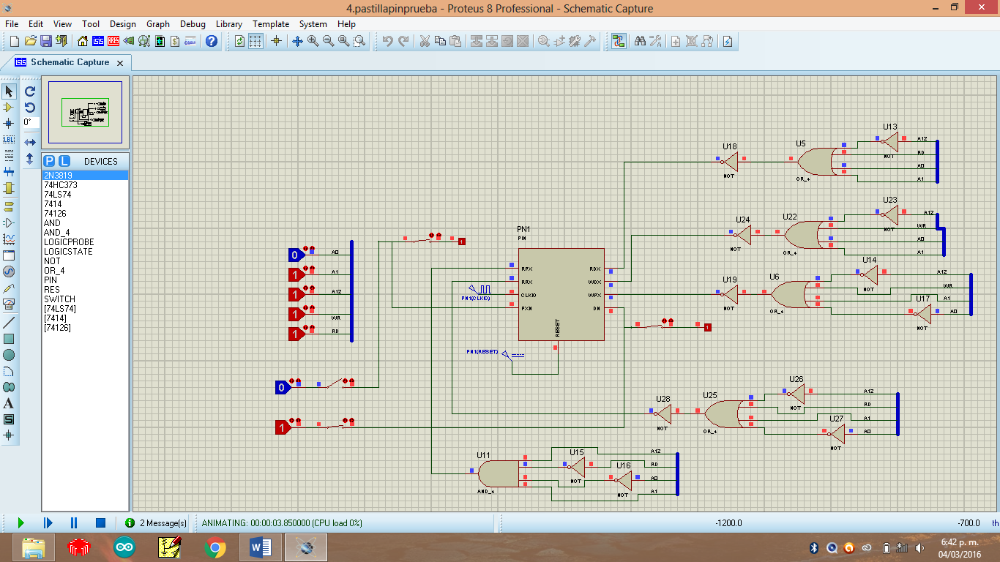 4.pastillapinprueba - Proteus 8 Professional - Schematic Capture
File Edit View Tool Design Graph Debug Library Template System Help
Schematic Capture
0°
P L DEVICES
2N3819
74HC373
74LS74
7414
74126
AND
AND_4
LOGICPROBE
LOGICSTATE
NOT
OR_4
PIN
RES
SWITCH
[74LS74]
[7414]
[74126]
U13
A12
NOT
RD
A0
A1
U5
OR_4
U18
NOT
U23
A12
NOT
WR
A0
A1
U22
OR_4
U24
NOT
U14
A12
NOT
WR
A1
U17
A0
NOT
U6
OR_4
U19
NOT
PN1
PIN
RPX
RRX
CLKIO
PXN
RDX
WDX
WPX
DN
RESET
PN1(CLKIO)
PN1(RESET)
1
1
0 A0
1 A1
1 A12
1 WR
1 RD
0
1
U26
A12
NOT
RD
A1
U27
A0
NOT
U25
OR_4
U28
NOT
U11
AND_4
A12
U15
RD
NOT
U16
A0
NOT
A1
2 Message(s)
ANIMATING: 00:00:03.850000 (CPU load 0%)
-1200.0
-700.0
th
6:42 p. m.
04/03/2016